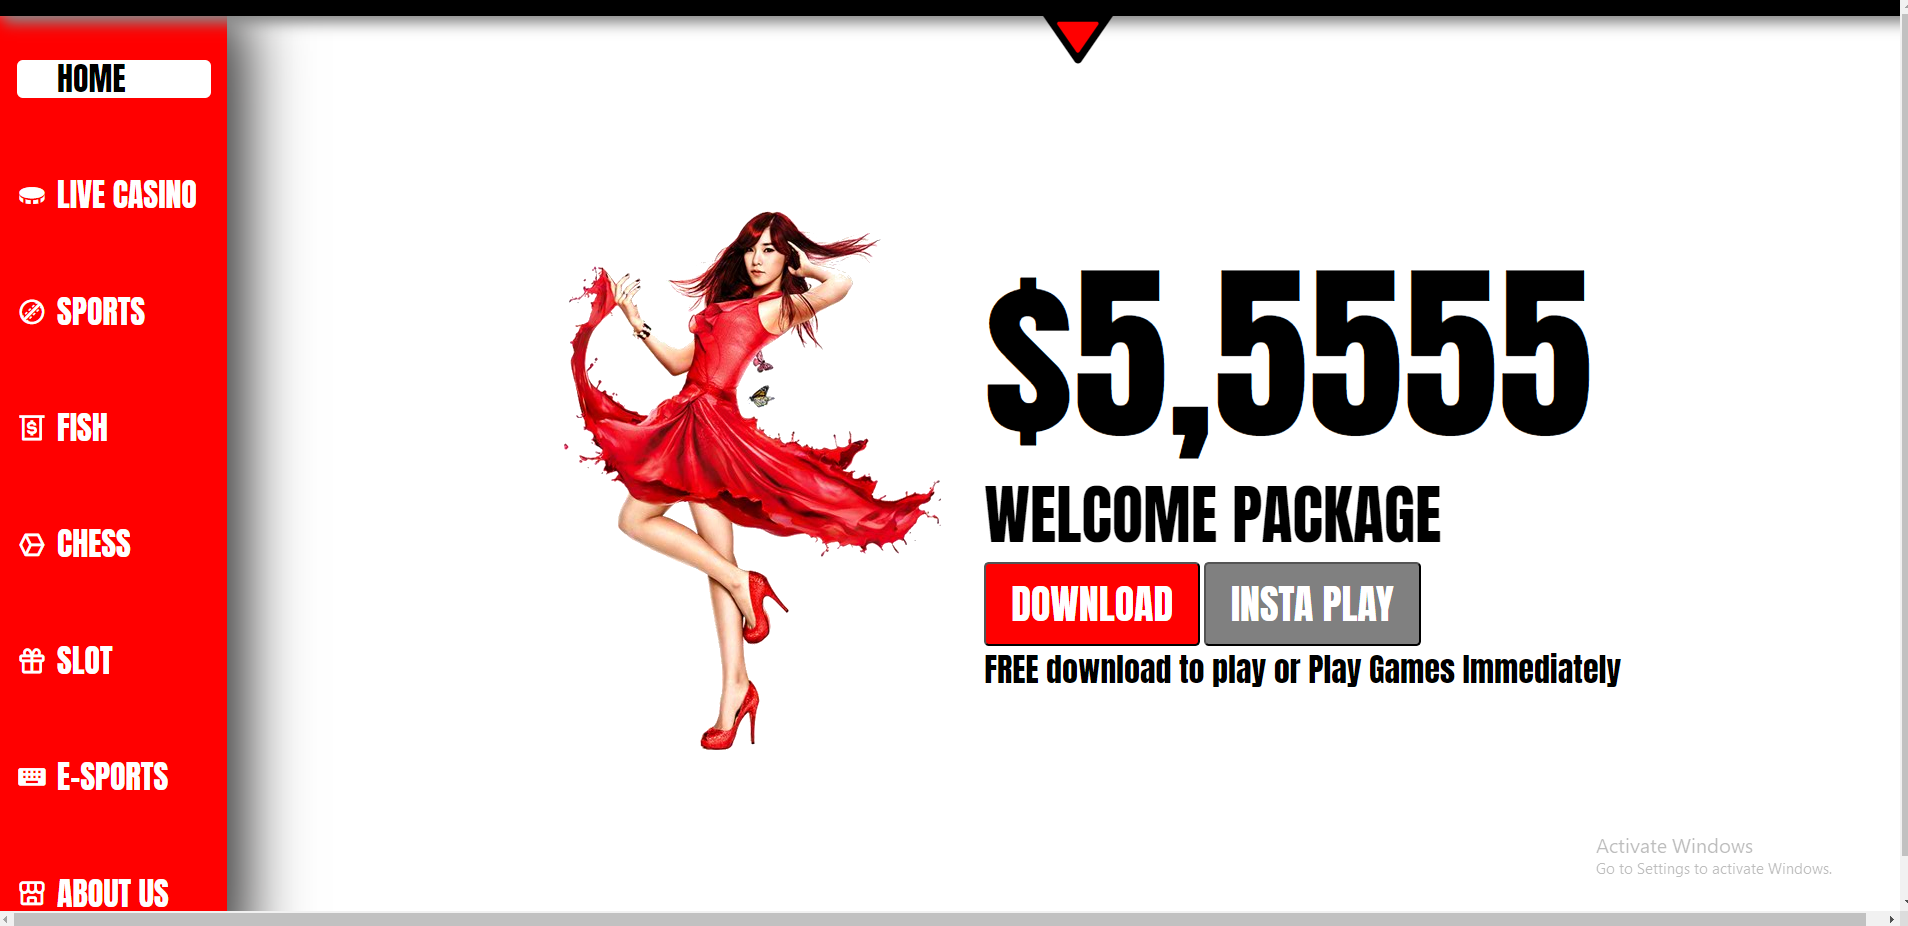 HOME
LIVE CASINO
SPORTS
FISH
CHESS
SLOT
E-SPORTS
ABOUT US
$5,5555
WELCOME PACKAGE
DOWNLOAD
INSTA PLAY
FREE download to play or Play Games Immediately
Activate Windows
Go to Settings to activate Windows.